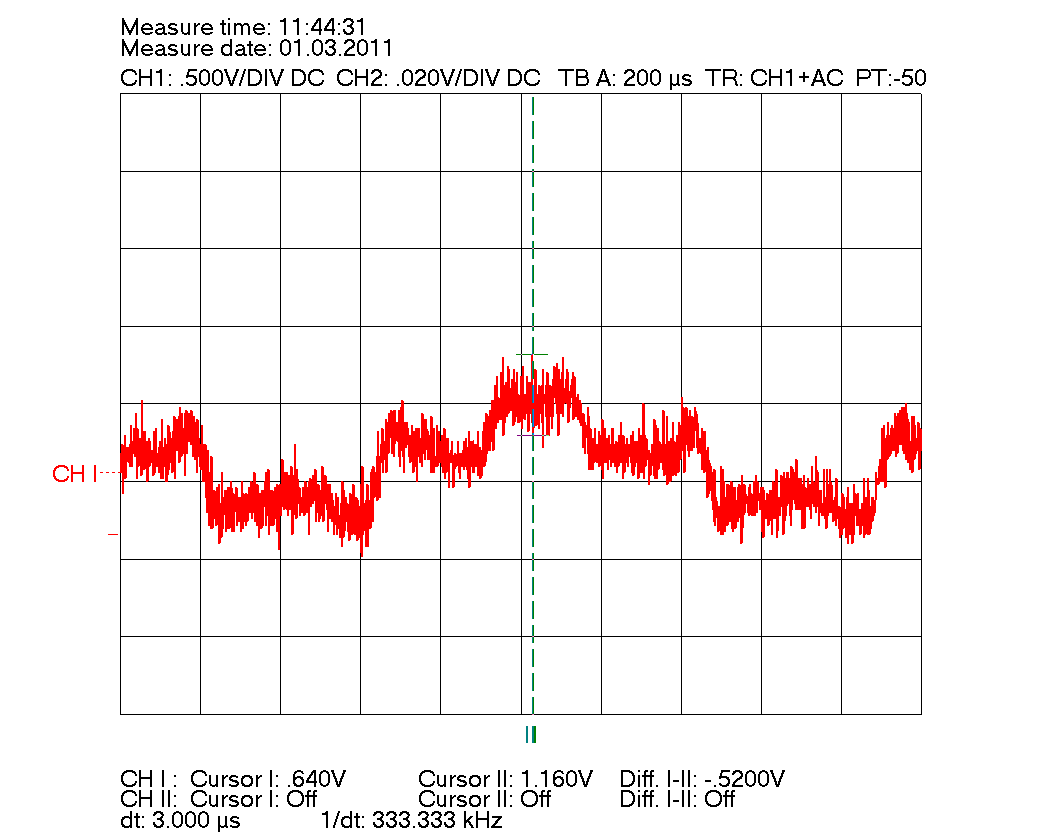 Measure time: 11:44:31
Measure date: 01.03.2011
CH1: .500V/DIV DC CH2: .020V/DIV DC TB A: 200 µs TR: CH1+AC PT:-50
CH I
CH I : Cursor I: .640V Cursor II: 1.160V Diff. I-II: -.5200V
CH II: Cursor I: Off Cursor II: Off Diff. I-II: Off
dt: 3.000 µs 1/dt: 333.333 kHz